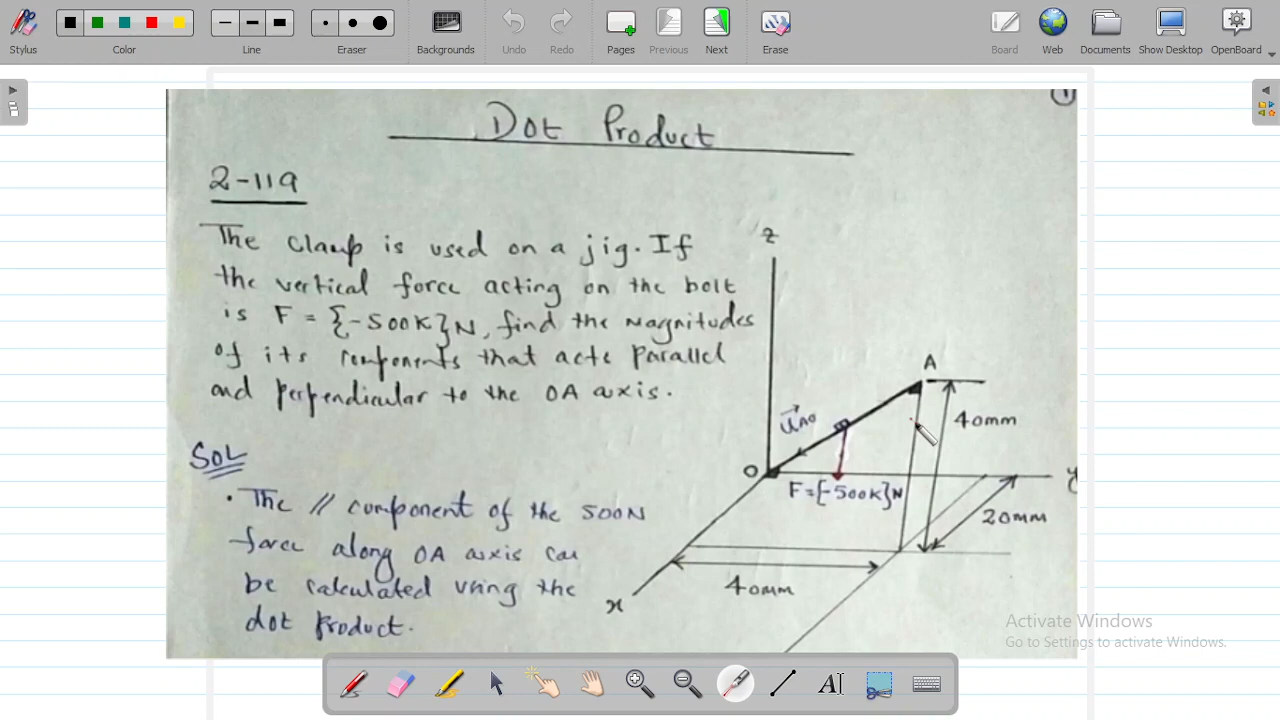 Stylus
Color
Line
Eraser
Backgrounds
Undo
Redo
Pages
Previous
Next
Erase
Board
Web
Documents
Show Desktop
OpenBoard
1
Dot Product
2-119
The clamp is used on a jig. If
the vertical force acting on the bolt
is F = {-500K}N, find the magnitudes
of its components that acts parallel
and perpendicular to the OA axis.
SOL
• The // component of the 500N
force along OA axis can
be calculated using the
dot product.
z
A
40mm
u AO
O
y
F={-500K}N
20mm
40mm
x
Activate Windows
Go to Settings to activate Windows.
AI